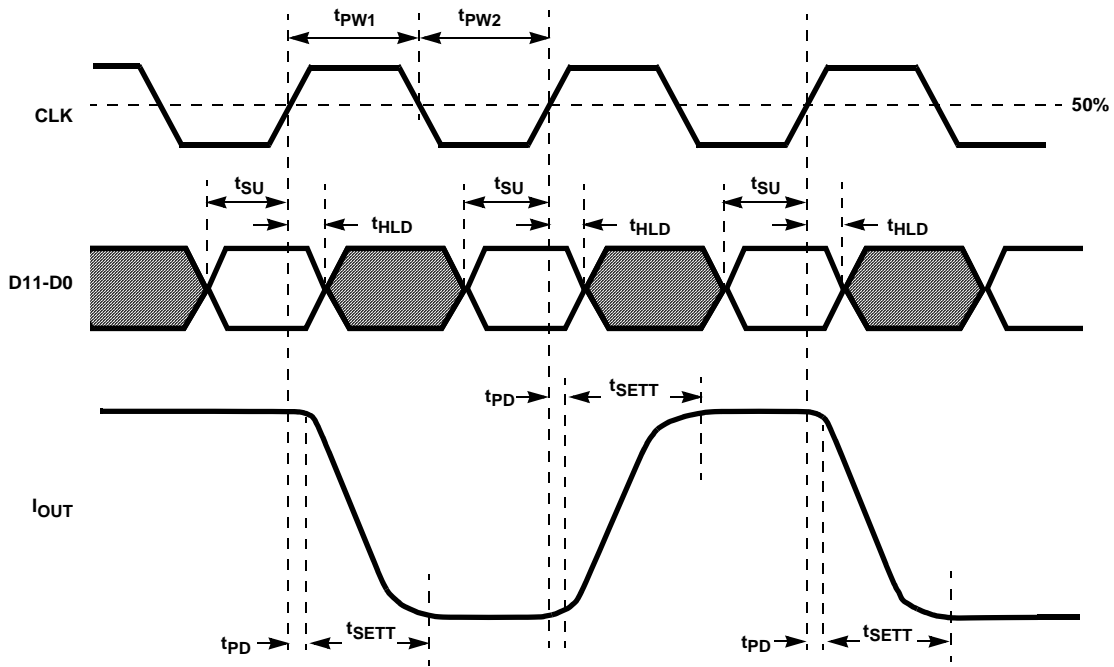 tPW1 tPW2
CLK 50%
tSU tSU tSU
tHLD tHLD tHLD
D11-D0
tPD tSETT
IOUT
tPD tSETT tPD tSETT